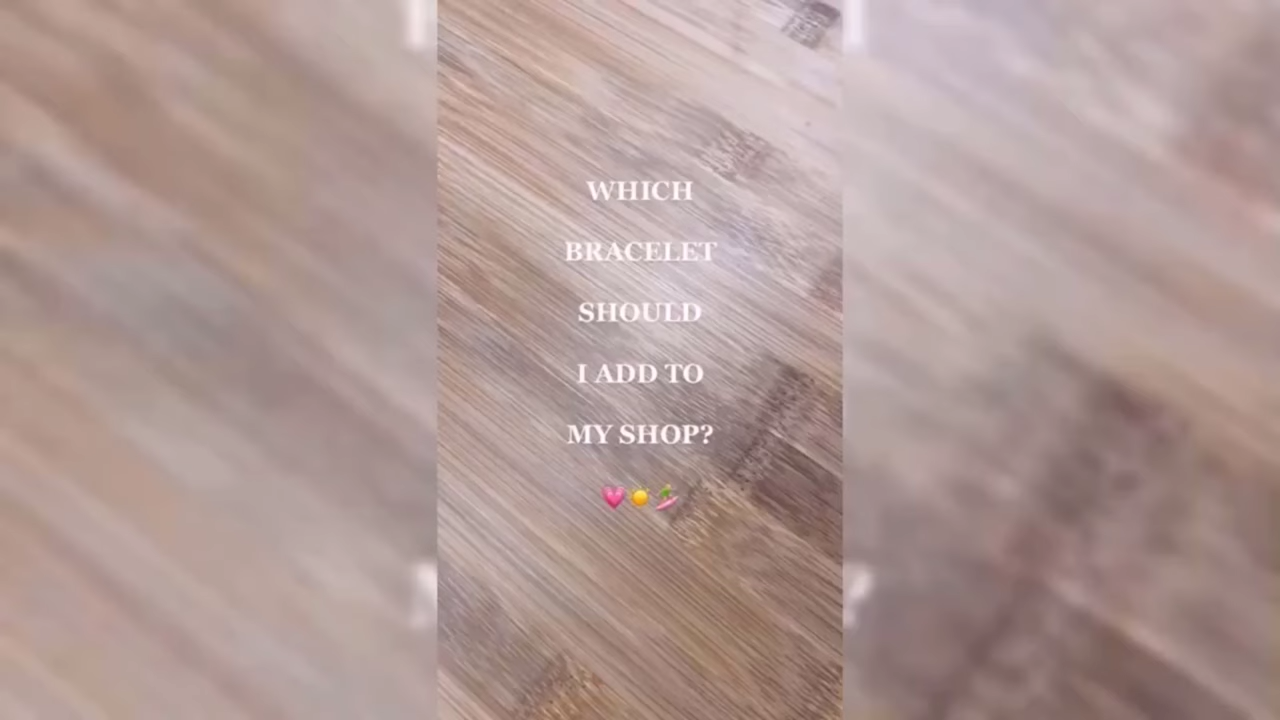 WHICH
BRACELET
SHOULD
I ADD TO
MY SHOP?
💗☀️🏄